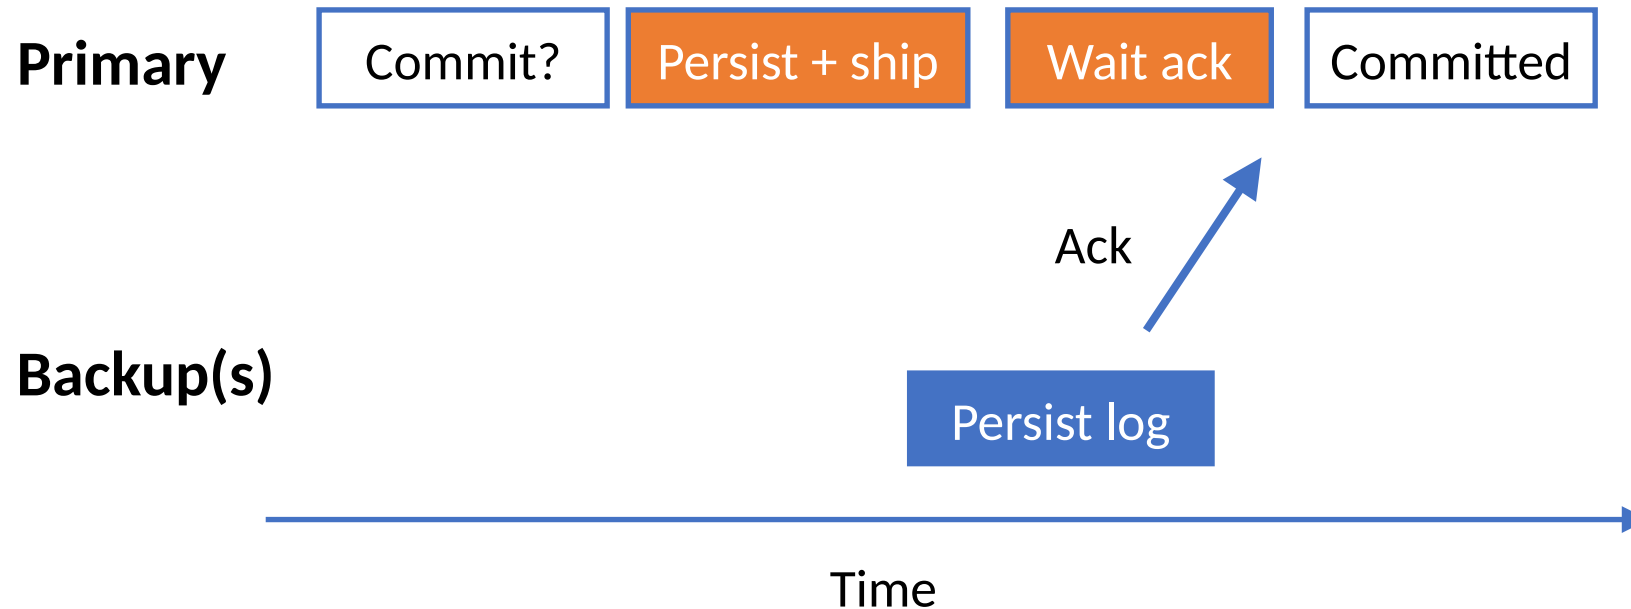 Primary
Commit?
Persist + ship
Wait ack
Committed
Ack
Backup(s)
Persist log
Time